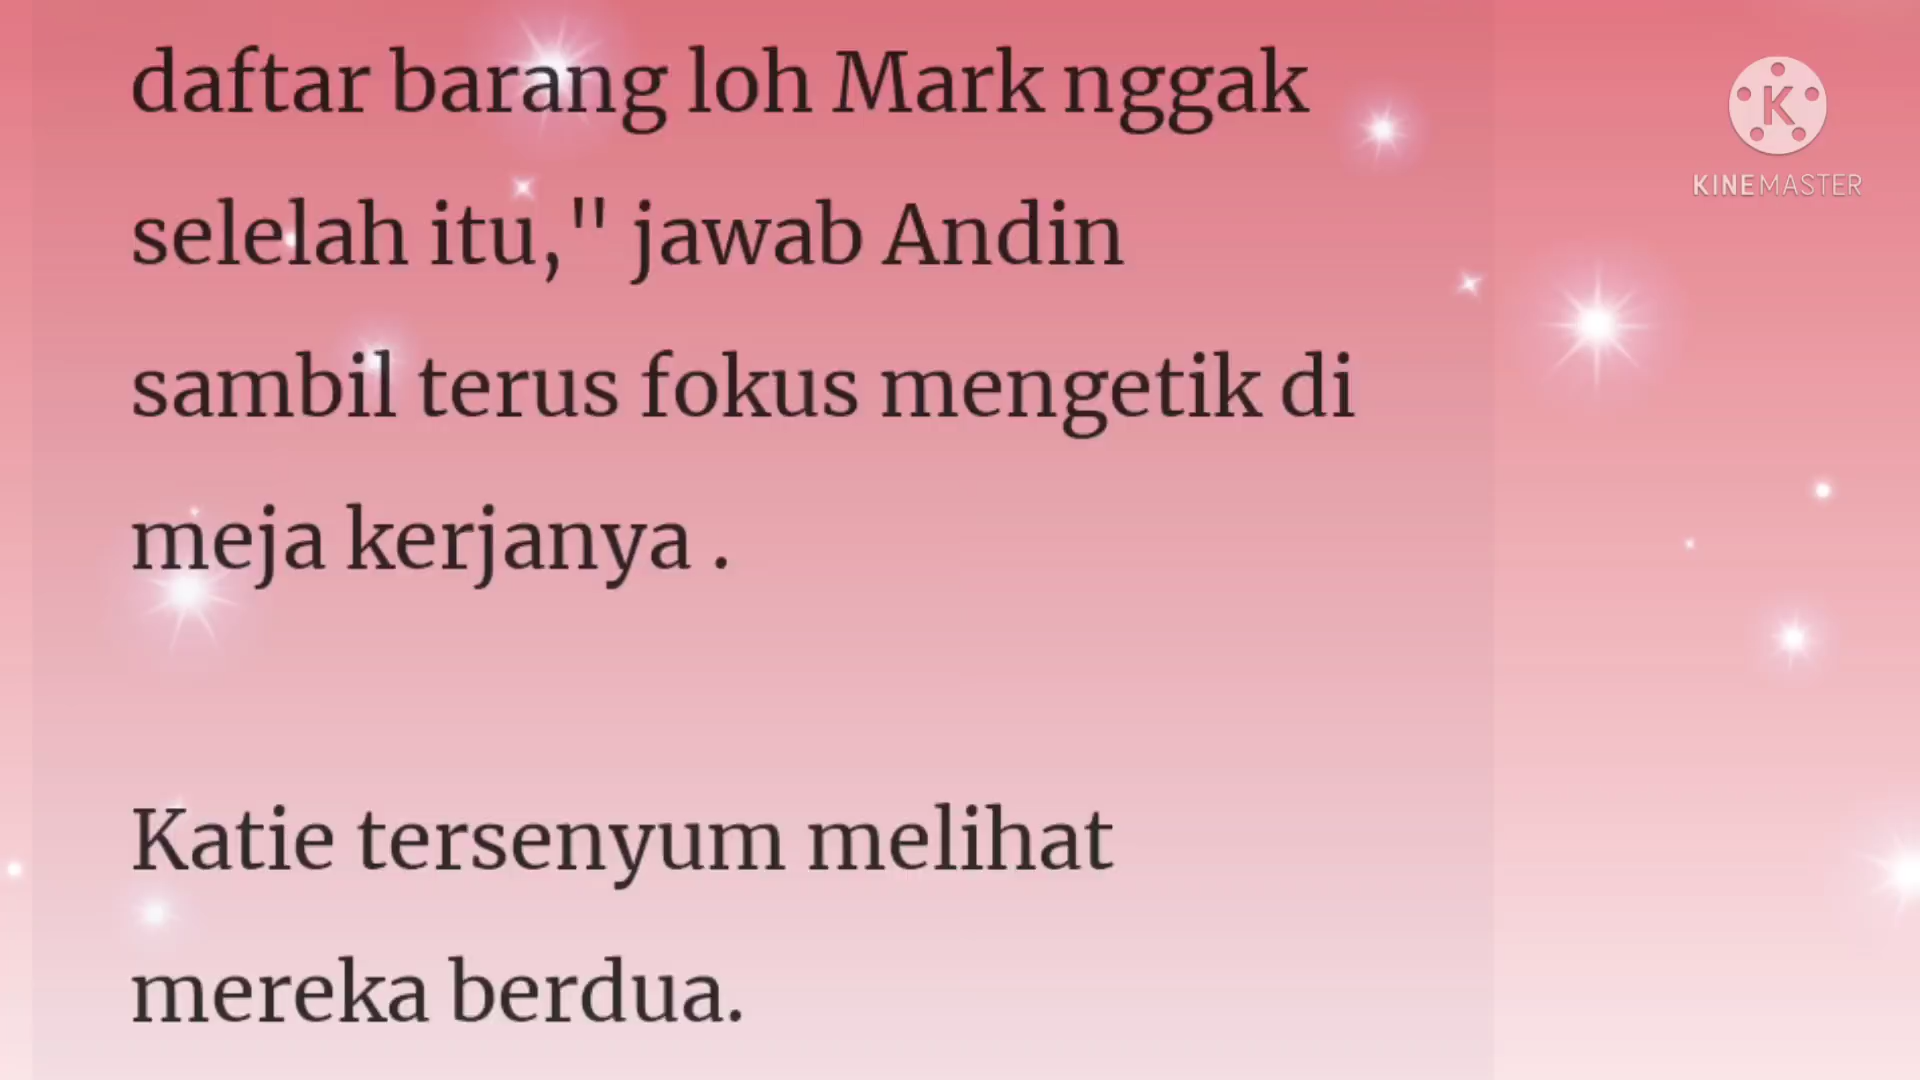 daftar barang loh Mark nggak
selelah itu," jawab Andin
sambil terus fokus mengetik di
meja kerjanya .
Katie tersenyum melihat
mereka berdua.
K
KINEMASTER